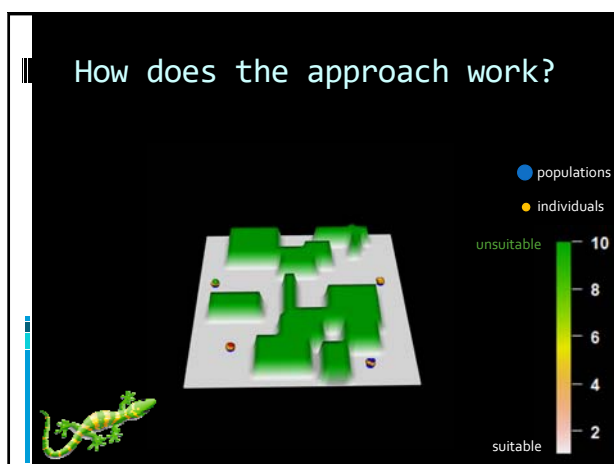 How does the approach work?
populations
individuals
unsuitable
10
8
6
4
2
suitable